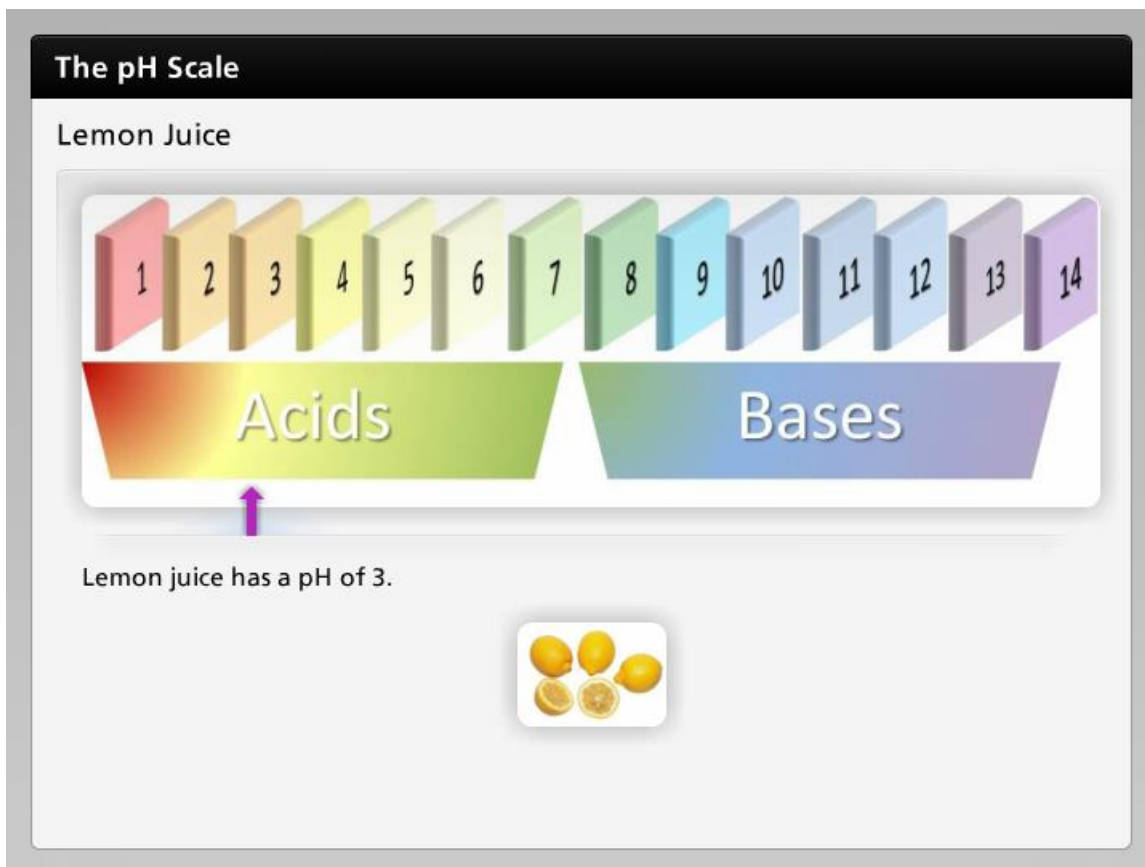 The pH Scale
Lemon Juice
1 2 3 4 5 6 7 8 9 10 11 12 13 14
Acids Bases
Lemon juice has a pH of 3.